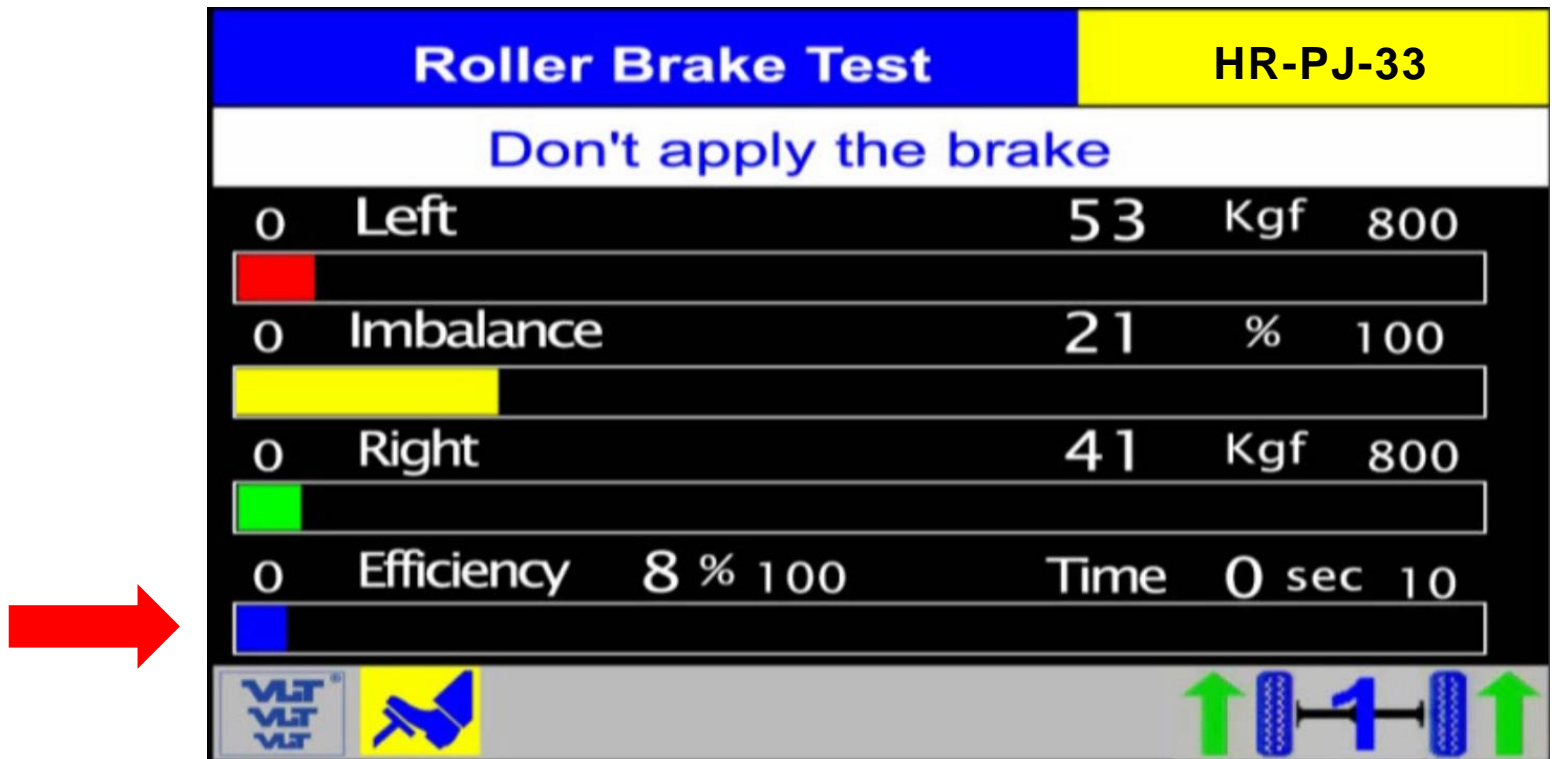 Roller Brake Test HR-PJ-33
Don't apply the brake
0 Left 53 Kgf 800
0 Imbalance 21 % 100
0 Right 41 Kgf 800
0 Efficiency 8 % 100 Time 0 sec 10
VLT® 1
VLT
VLT